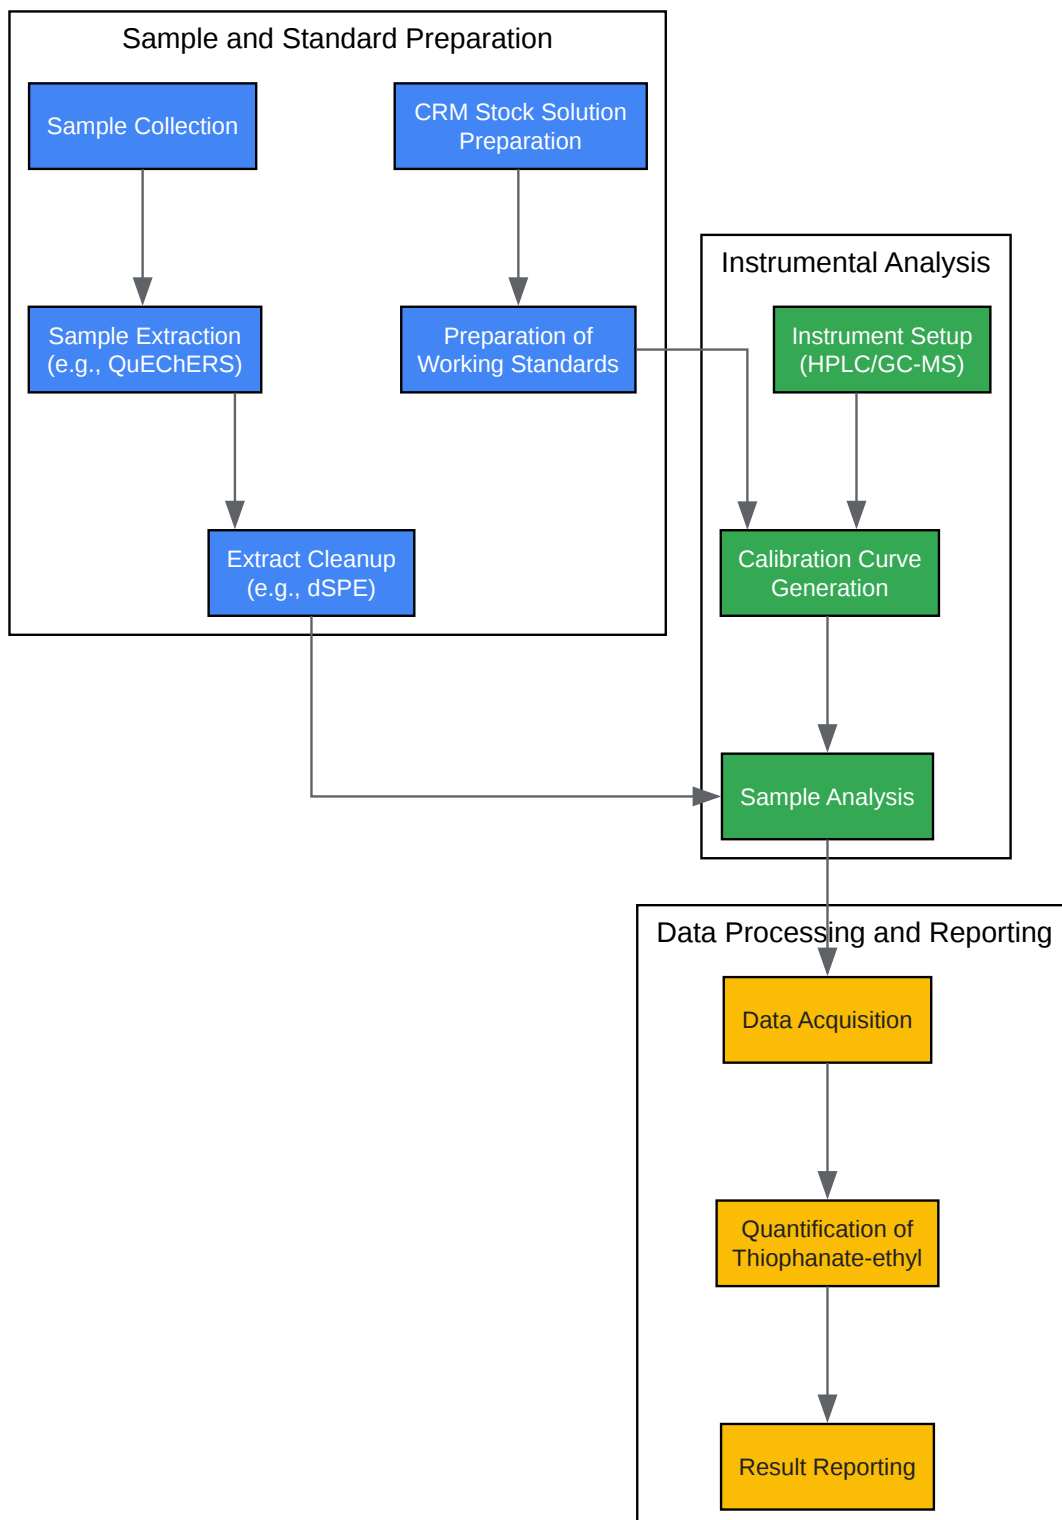 Sample and Standard Preparation
Sample Collection
CRM Stock Solution
Preparation
Sample Extraction
(e.g., QuEChERS)
Preparation of
Working Standards
Extract Cleanup
(e.g., dSPE)
Instrumental Analysis
Instrument Setup
(HPLC/GC-MS)
Calibration Curve
Generation
Sample Analysis
Data Processing and Reporting
Data Acquisition
Quantification of
Thiophanate-ethyl
Result Reporting